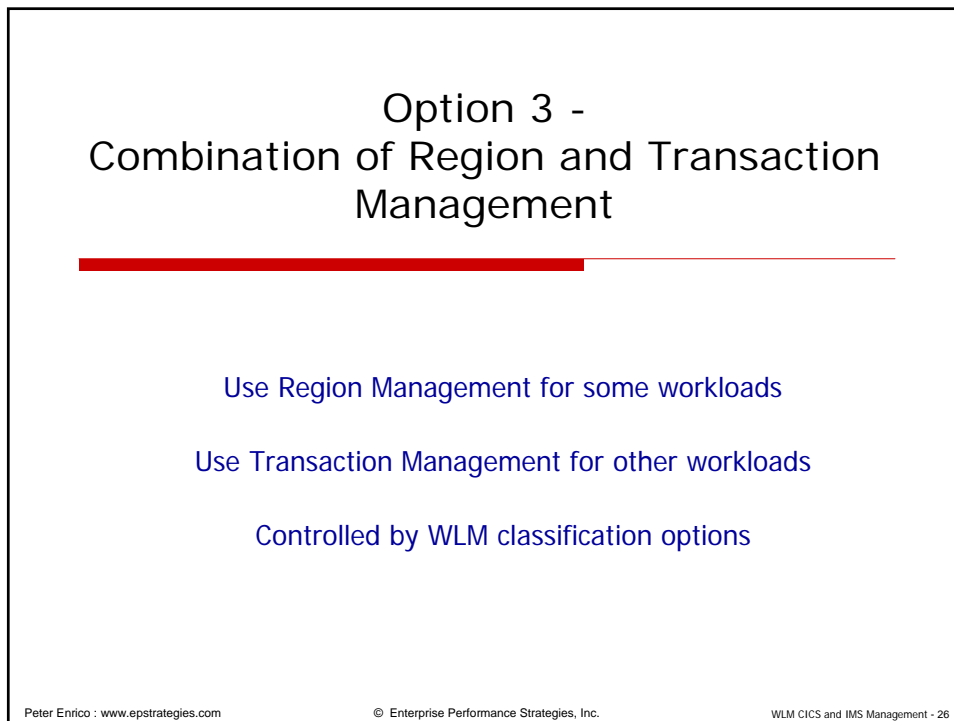 Option 3 -
Combination of Region and Transaction
Management
Use Region Management for some workloads
Use Transaction Management for other workloads
Controlled by WLM classification options
Peter Enrico : www.epstrategies.com
© Enterprise Performance Strategies, Inc.
WLM CICS and IMS Management - 26